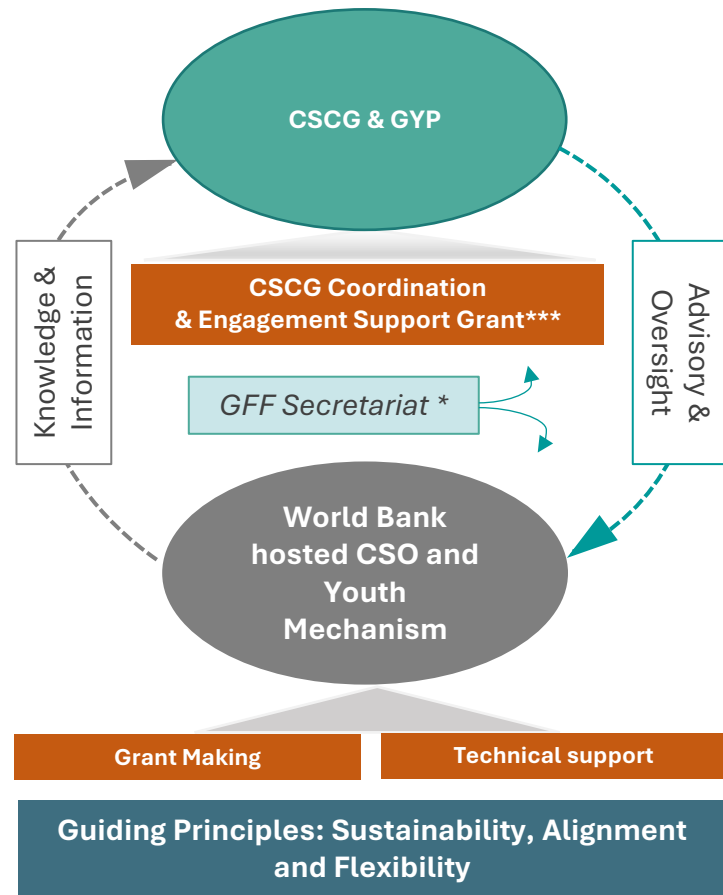 CSCG & GYP
CSCG Coordination
& Engagement Support Grant***
Knowledge &
Information
Advisory &
Oversight
GFF Secretariat *
World Bank
hosted CSO and
Youth
Mechanism
Grant Making
Technical support
Guiding Principles: Sustainability, Alignment
and Flexibility